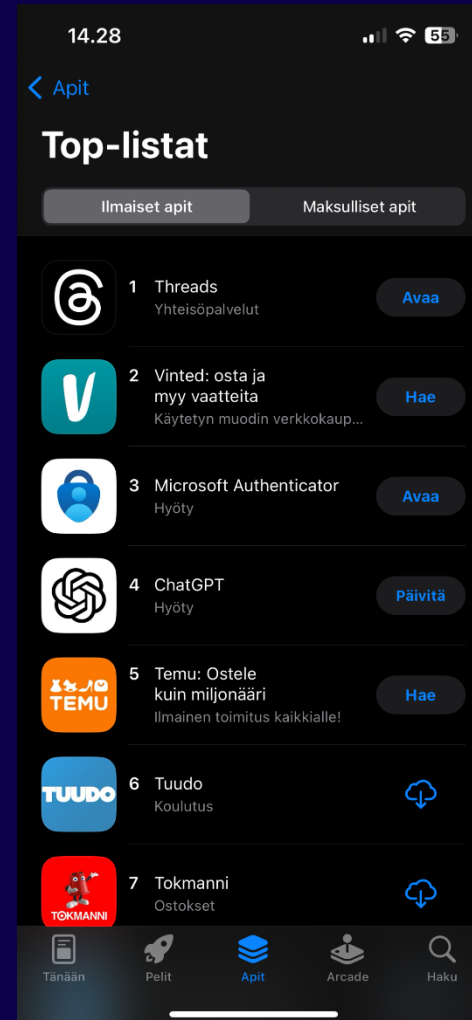 14.28
55
Apit
Top-listat
Ilmaiset apit
Maksulliset apit
1 Threads
Yhteisöpalvelut
Avaa
2 Vinted: osta ja
myy vaatteita
Käytetyn muodin verkkokaup...
Hae
3 Microsoft Authenticator
Hyöty
Avaa
4 ChatGPT
Hyöty
Päivitä
TEMU
5 Temu: Ostele
kuin miljonääri
Ilmainen toimitus kaikkialle!
Hae
TUUDO
6 Tuudo
Koulutus
TOKMANNI
7 Tokmanni
Ostokset
Tänään
Pelit
Apit
Arcade
Haku